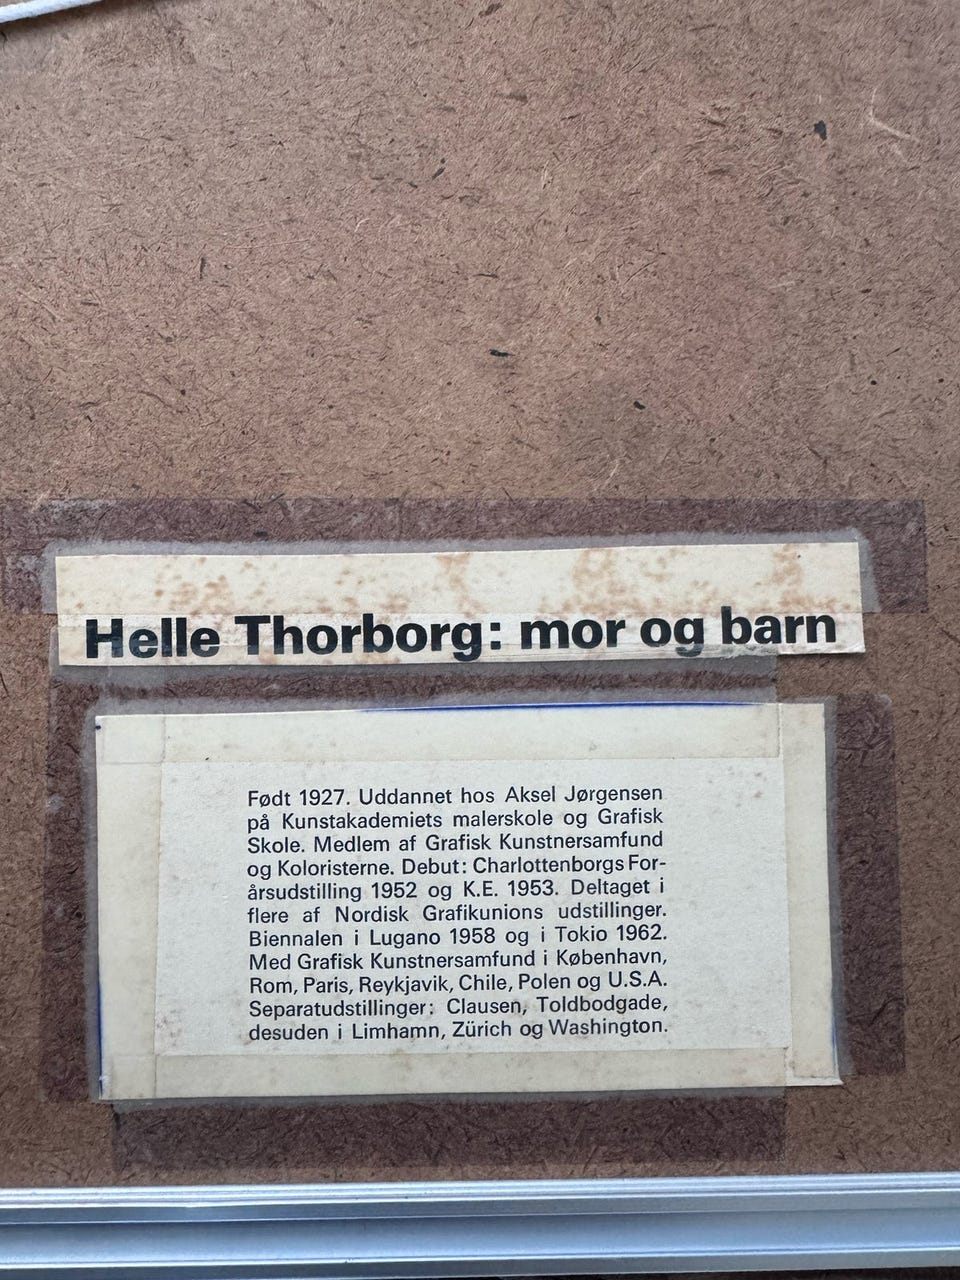 Helle Thorborg: mor og barn
Født 1927. Uddannet hos Aksel Jørgensen
på Kunstakademiets malerskole og Grafisk
Skole. Medlem af Grafisk Kunstnersamfund
og Koloristerne. Debut: Charlottenborgs For-
årsudstilling 1952 og K.E. 1953. Deltaget i
flere af Nordisk Grafikunions udstillinger.
Biennalen i Lugano 1958 og i Tokio 1962.
Med Grafisk Kunstnersamfund i København,
Rom, Paris, Reykjavik, Chile, Polen og U.S.A.
Separatudstillinger: Clausen, Toldbodgade,
desuden i Limhamn, Zürich og Washington.